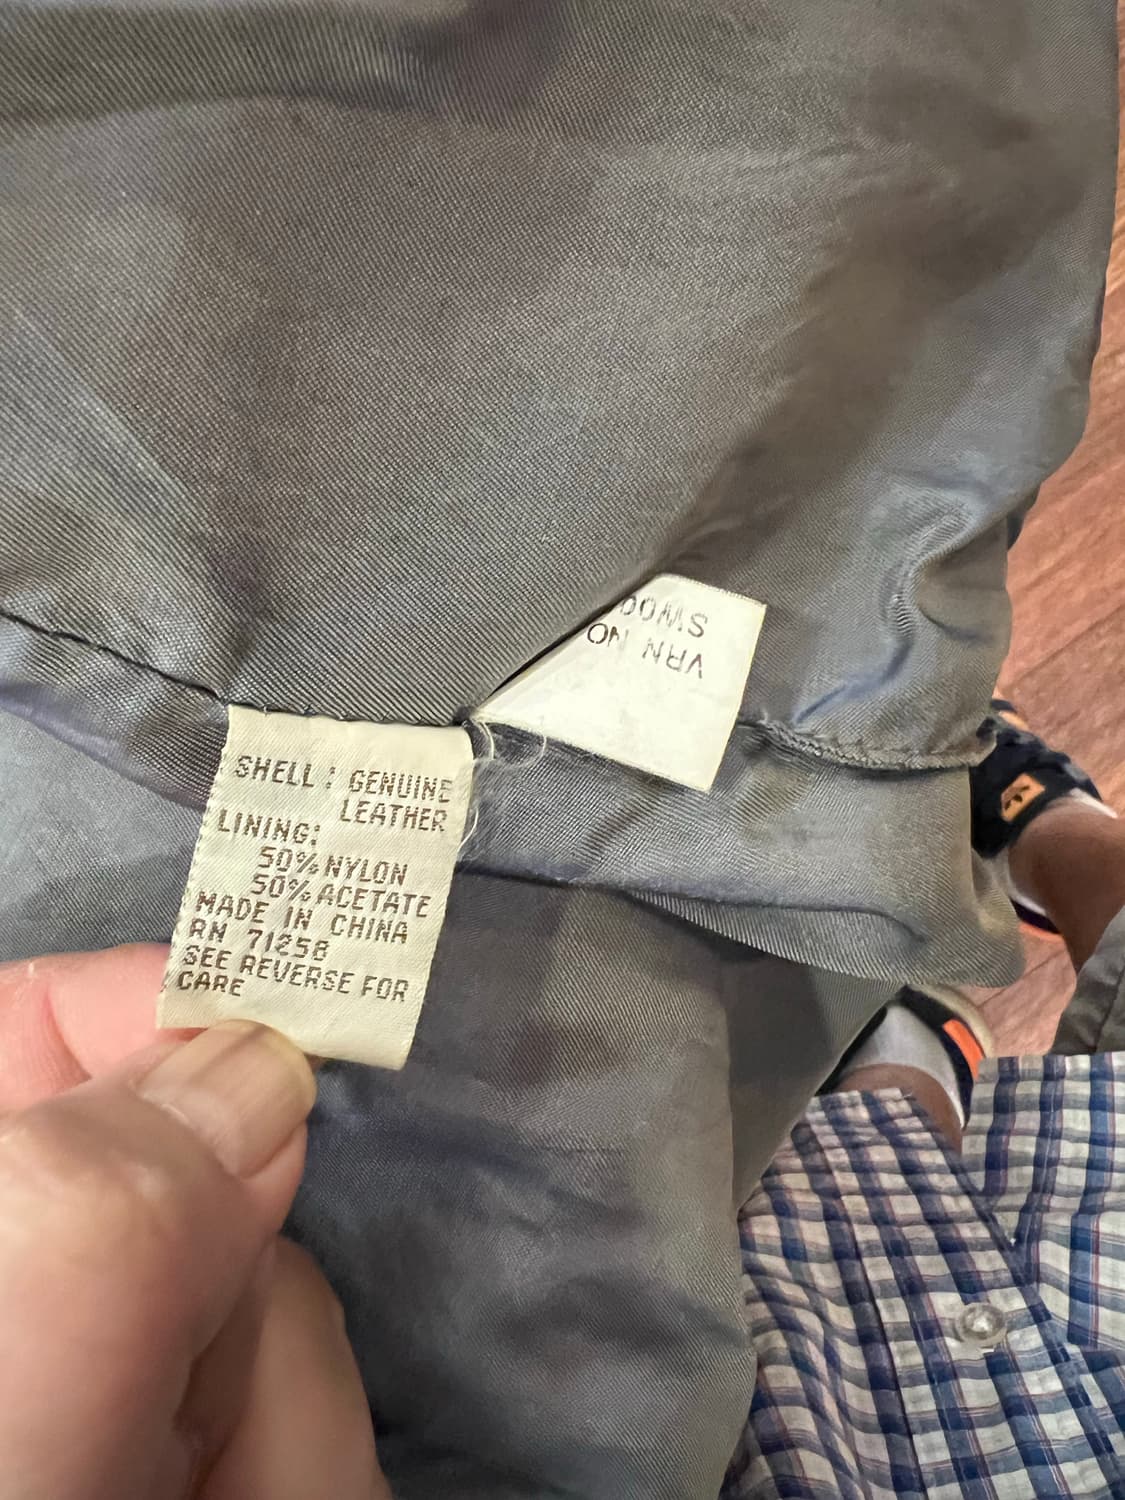 SHELL: GENUINE
LEATHER
LINING:
50% NYLON
50% ACETATE
MADE IN CHINA
RN 71258
SEE REVERSE FOR
CARE
VRN NO